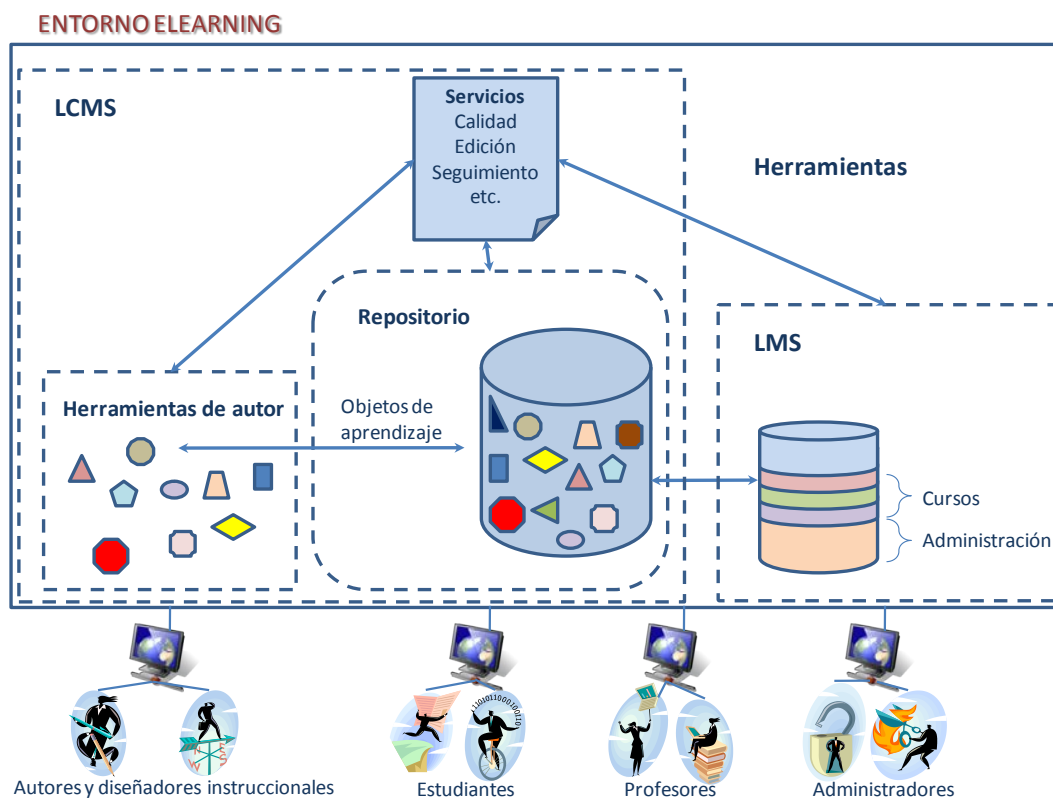 ENTORNO ELEARNING
LCMS
Servicios
Calidad
Edición
Seguimiento
etc.
Herramientas
Repositorio
LMS
Herramientas de autor
Objetos de
aprendizaje
Cursos
Administración
1101011000100110
N
W
S
Autores y diseñadores instruccionales
Estudiantes
Profesores
Administradores